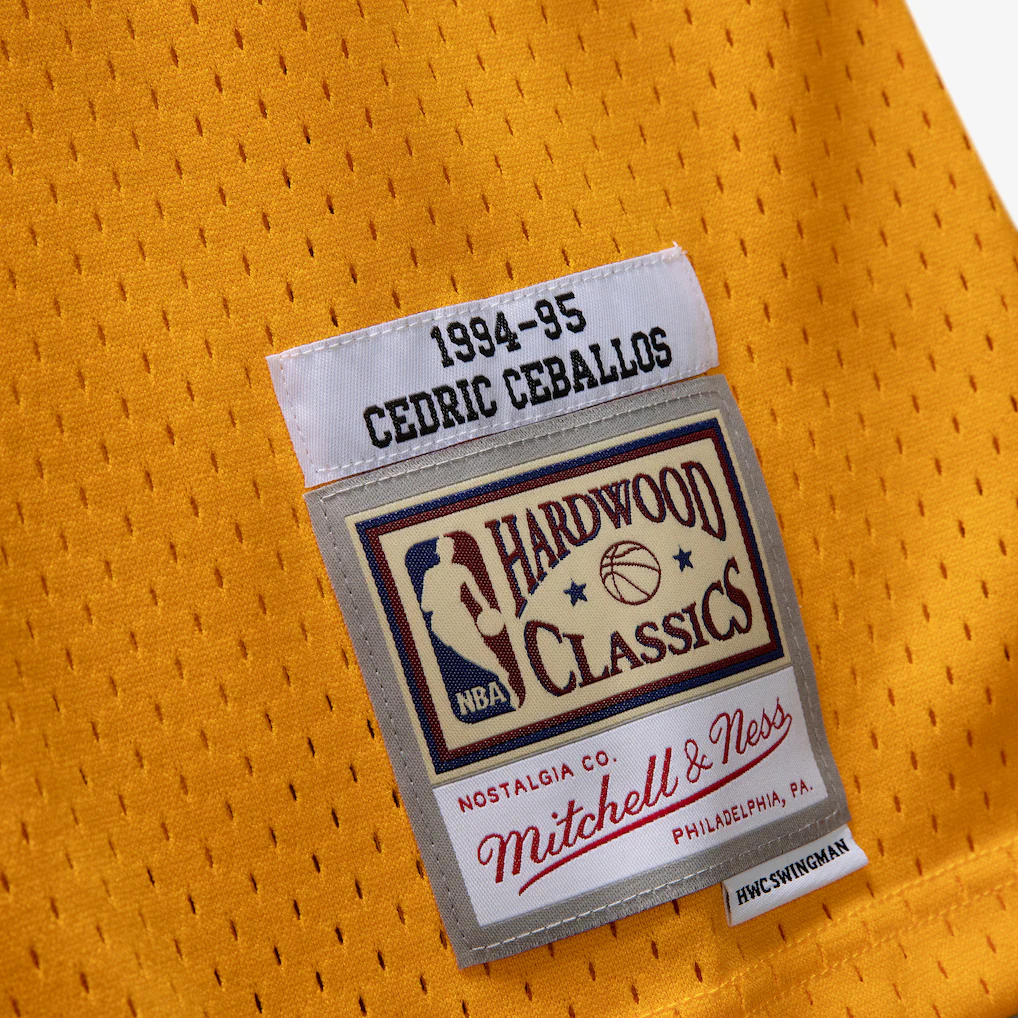 1994-95
CEDRIC CEBALLOS
HARDWOOD
CLASSICS
NBA
NOSTALGIA CO.
Mitchell & Ness
PHILADELPHIA, PA.
HWCSWINGMAN